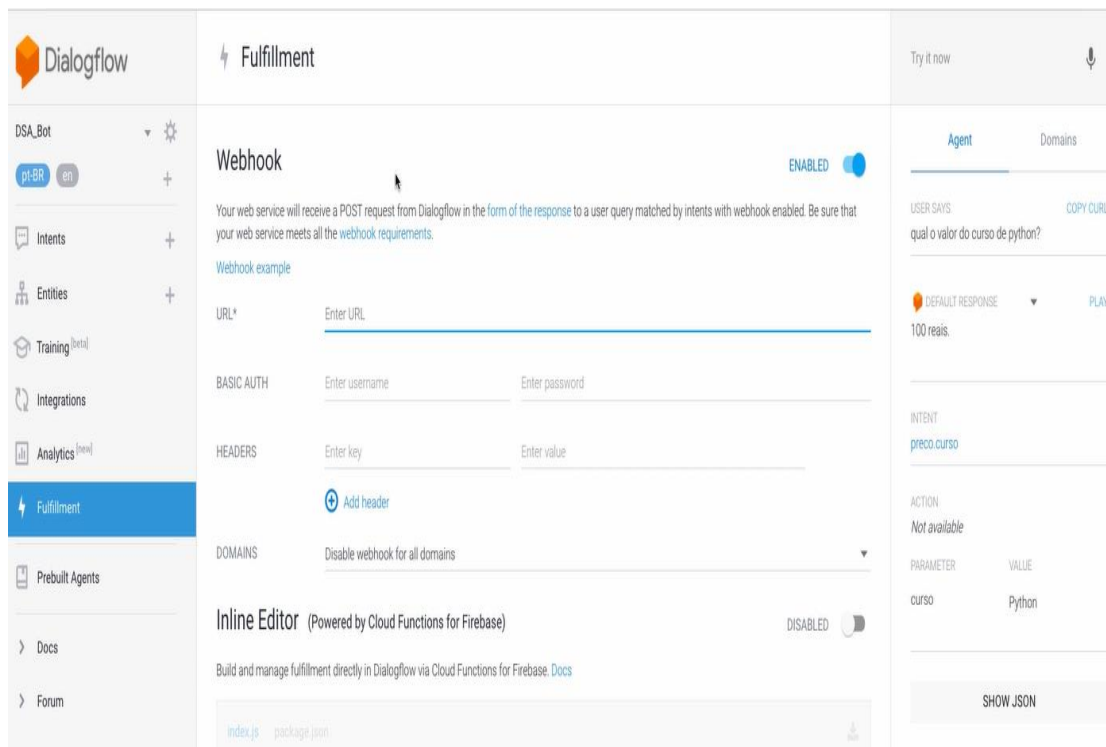 Dialogflow
DSA_Bot
pt-BR en
Intents
Entities
Training [beta]
Integrations
Analytics [new]
Fulfillment
Prebuilt Agents
Docs
Forum
Fulfillment
Webhook
ENABLED
Your web service will receive a POST request from Dialogflow in the form of the response to a user query matched by intents with webhook enabled. Be sure that
your web service meets all the webhook requirements.
Webhook example
URL* Enter URL
BASIC AUTH Enter username Enter password
HEADERS Enter key Enter value
Add header
DOMAINS Disable webhook for all domains
Inline Editor (Powered by Cloud Functions for Firebase)
DISABLED
Build and manage fulfillment directly in Dialogflow via Cloud Functions for Firebase. Docs
index.js package.json
Try it now
Agent Domains
USER SAYS COPY CURL
qual o valor do curso de python?
DEFAULT RESPONSE PLAY
100 reais.
INTENT
preco.curso
ACTION
Not available
PARAMETER VALUE
curso Python
SHOW JSON